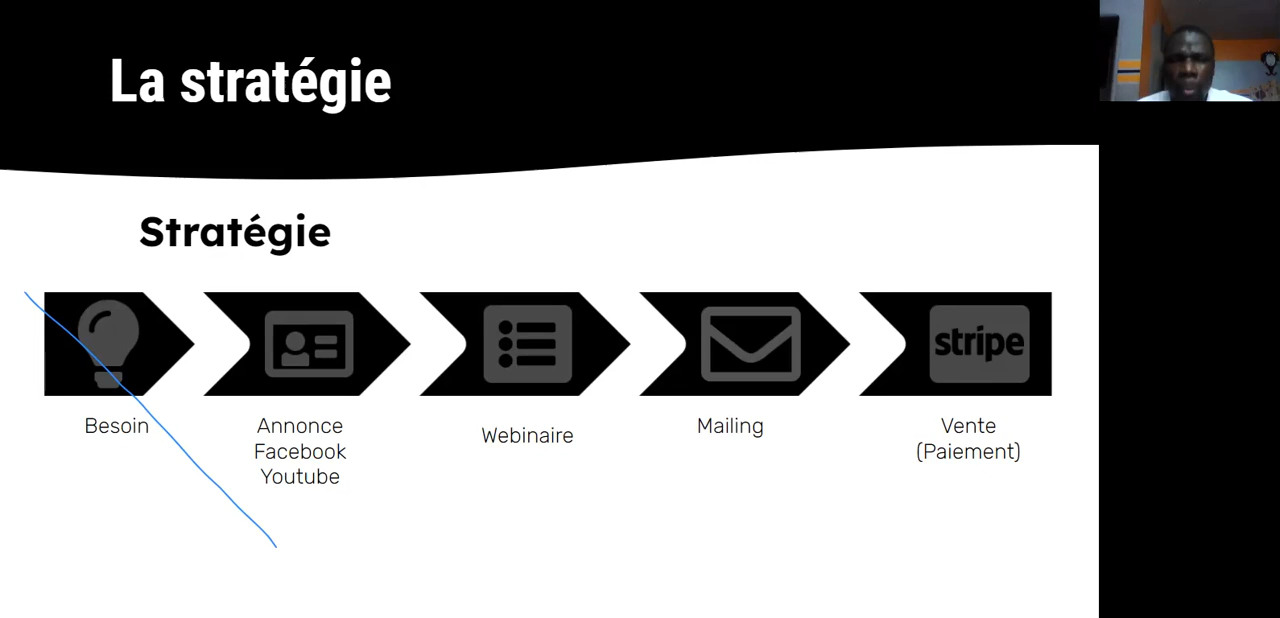 La stratégie
Stratégie
stripe
Besoin
Annonce
Facebook
Youtube
Webinaire
Mailing
Vente
(Paiement)